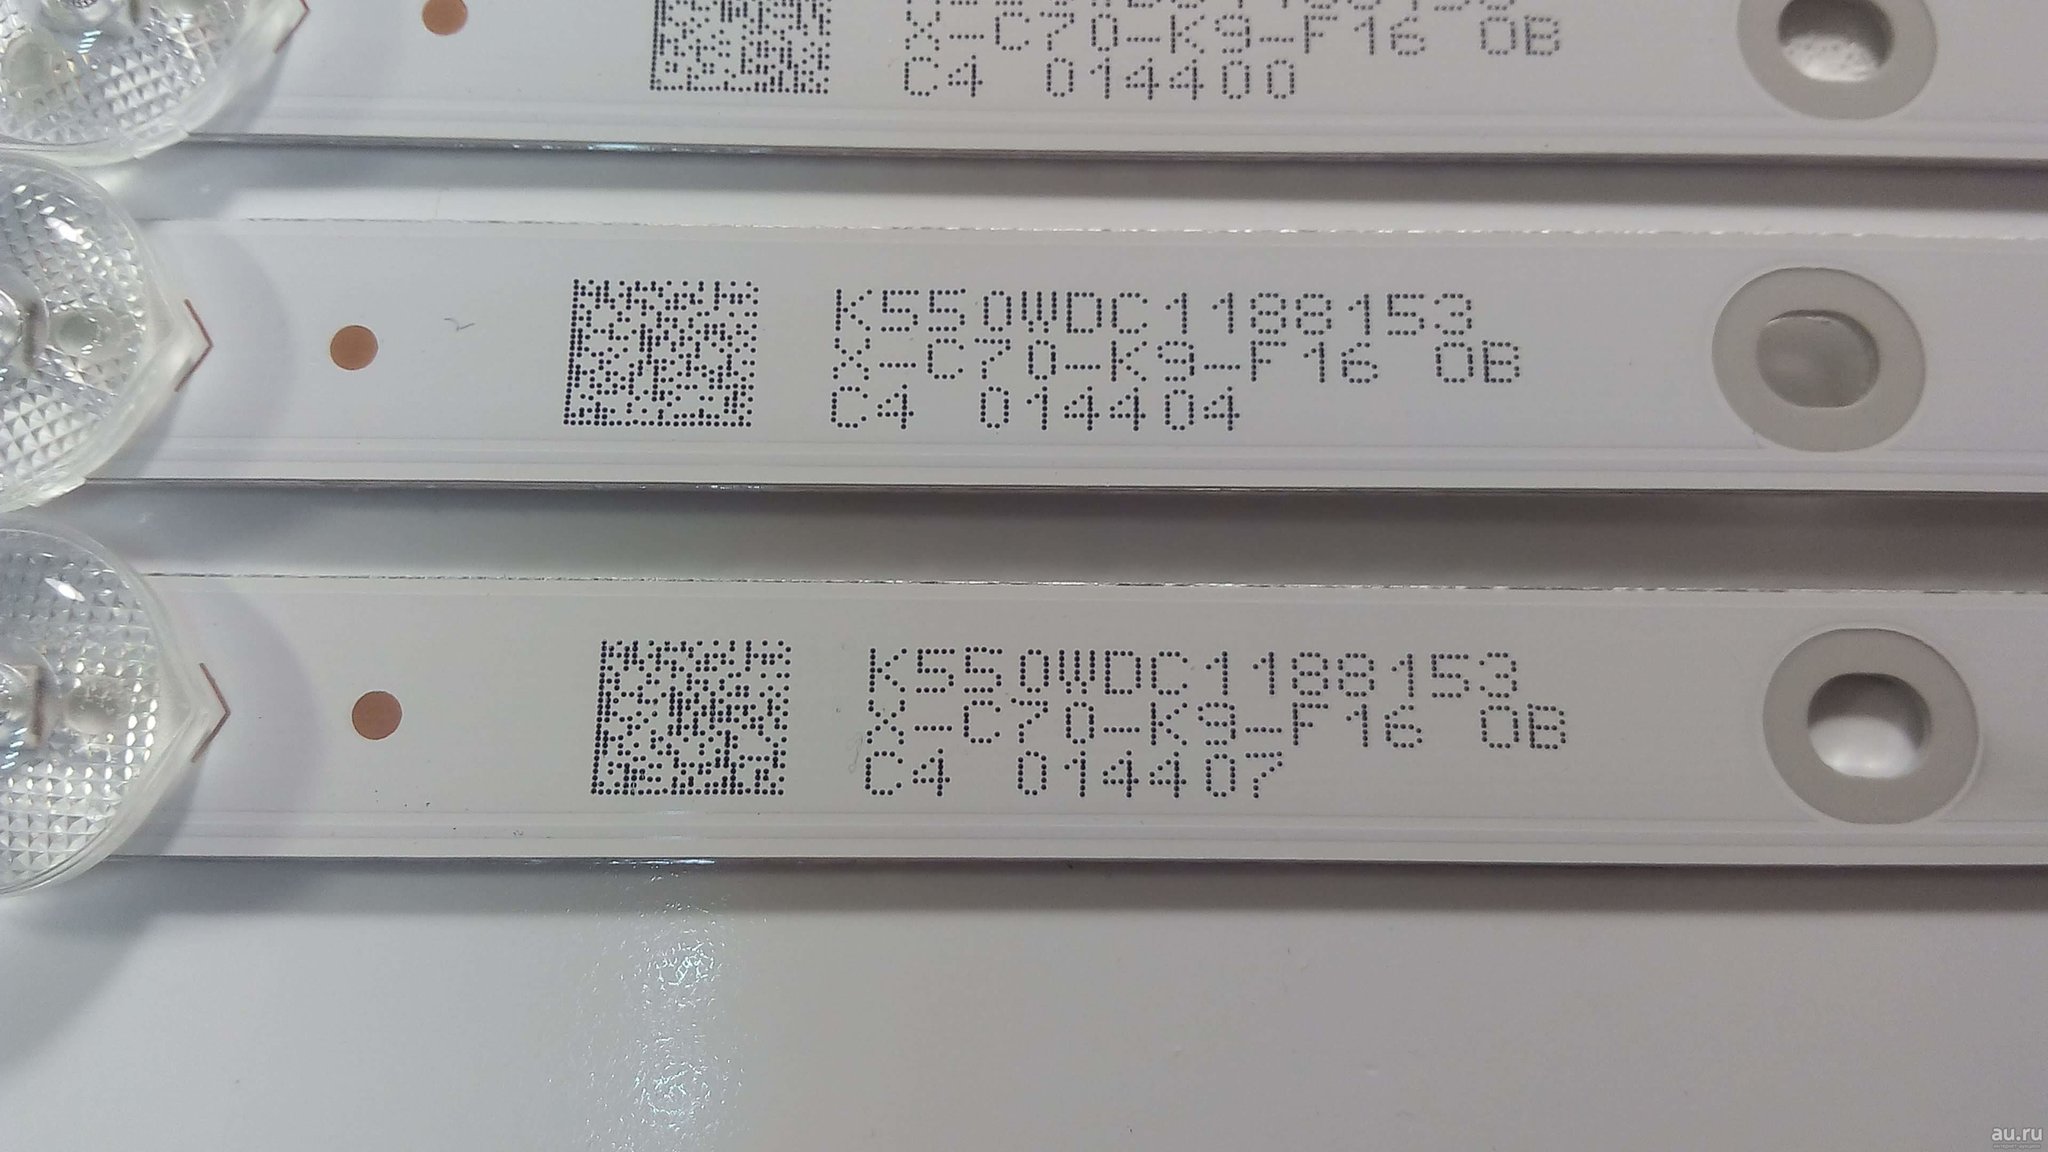 X-C70-K9-F16 0B
C4 014400
K550WDC1188153
X-C70-K9-F16 0B
C4 014404
K550WDC1188153
X-C70-K9-F16 0B
C4 014407
au.ru